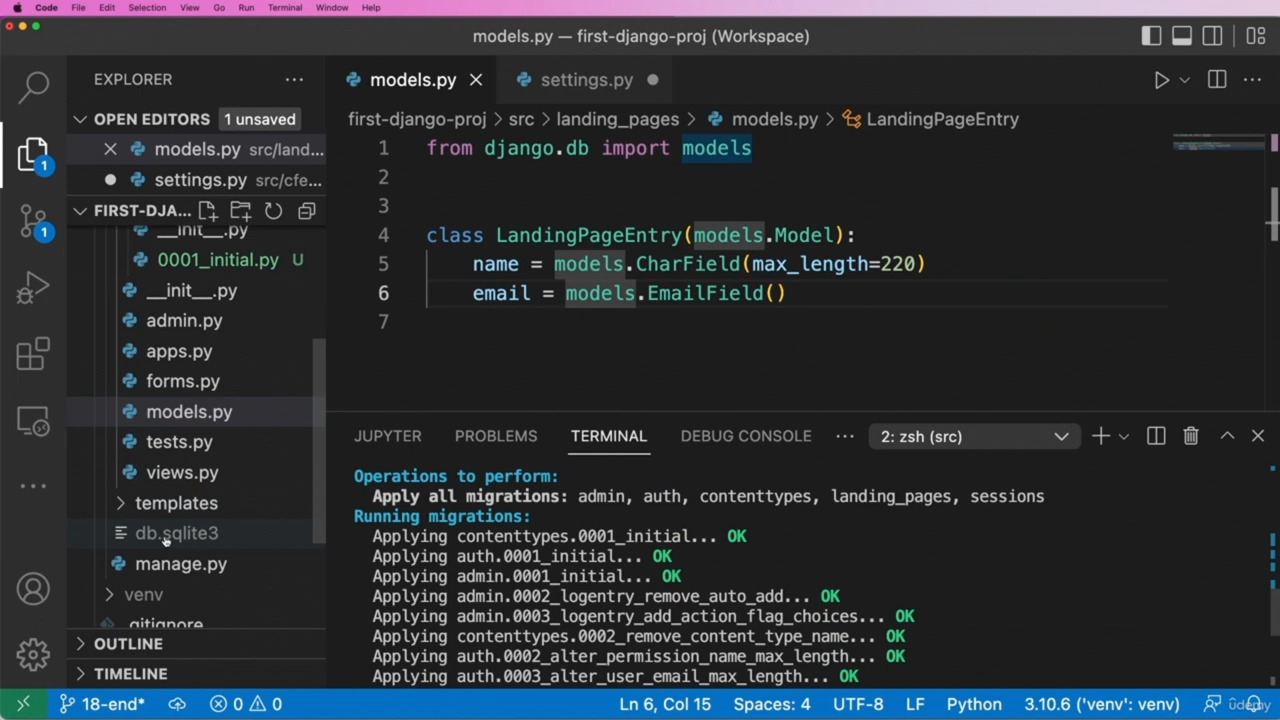 Code File Edit Selection View Go Run Terminal Window Help
models.py — first-django-proj (Workspace)
EXPLORER
OPEN EDITORS 1 unsaved
models.py src/land...
settings.py src/cfe...
FIRST-DJA...
__init__.py
0001_initial.py U
__init__.py
admin.py
apps.py
forms.py
models.py
tests.py
views.py
templates
db.sqlite3
manage.py
venv
.gitignore
OUTLINE
TIMELINE
1
1
models.py settings.py
first-django-proj > src > landing_pages > models.py > LandingPageEntry
1 from django.db import models
2
3
4 class LandingPageEntry(models.Model):
5 name = models.CharField(max_length=220)
6 email = models.EmailField()
7
JUPYTER PROBLEMS TERMINAL DEBUG CONSOLE ... 2: zsh (src)
Operations to perform:
Apply all migrations: admin, auth, contenttypes, landing_pages, sessions
Running migrations:
Applying contenttypes.0001_initial... OK
Applying auth.0001_initial... OK
Applying admin.0001_initial... OK
Applying admin.0002_logentry_remove_auto_add... OK
Applying admin.0003_logentry_add_action_flag_choices... OK
Applying contenttypes.0002_remove_content_type_name... OK
Applying auth.0002_alter_permission_name_max_length... OK
Applying auth.0003_alter_user_email_max_length... OK
18-end* 0 0 Ln 6, Col 15 Spaces: 4 UTF-8 LF Python 3.10.6 ('venv': venv)
udemy